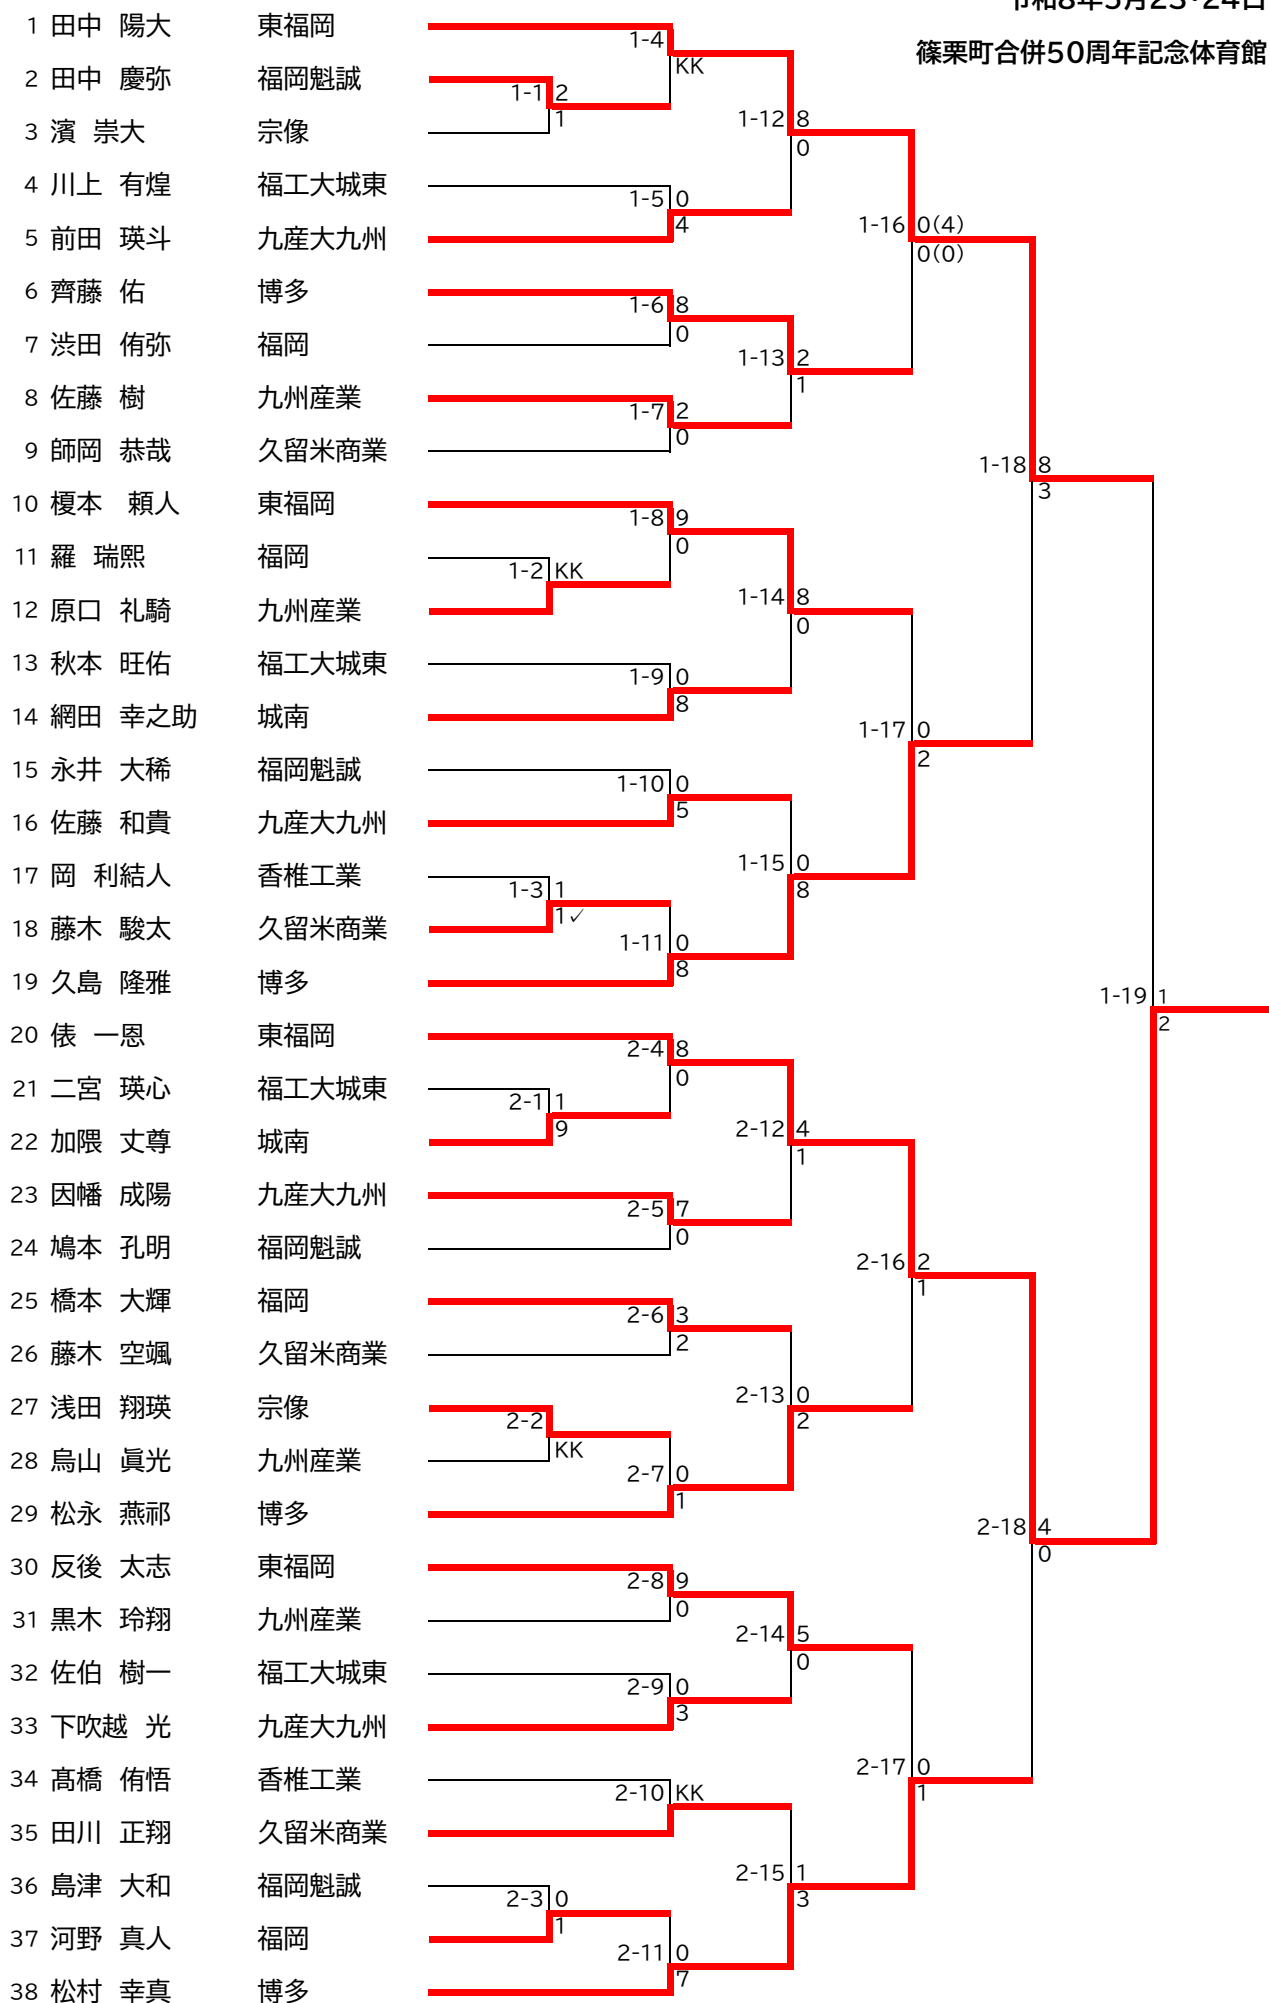 篠栗町合併50周年記念体育館
1 田中 陽大 東福岡
1-4
KK
2 田中 慶弥 福岡魁誠
1-1 2
1
3 濱 崇大 宗像
1-12 8
0
4 川上 有煌 福工大城東
1-5 0
4
5 前田 瑛斗 九産大九州
1-16 0(4)
0(0)
6 齊藤 佑 博多
1-6 8
0
7 渋田 侑弥 福岡
1-13 2
1
8 佐藤 樹 九州産業
1-7 2
0
9 師岡 恭哉 久留米商業
1-18 8
3
10 榎本 頼人 東福岡
1-8 9
0
11 羅 瑞熙 福岡
1-2 KK
12 原口 礼騎 九州産業
1-14 8
0
13 秋本 旺佑 福工大城東
1-9 0
8
14 網田 幸之助 城南
1-17 0
2
15 永井 大稀 福岡魁誠
1-10 0
5
16 佐藤 和貴 九産大九州
1-15 0
8
17 岡 利結人 香椎工業
1-3 1
1✓
18 藤木 駿太 久留米商業
1-11 0
8
19 久島 隆雅 博多
1-19 1
2
20 俵 一恩 東福岡
2-4 8
0
21 二宮 瑛心 福工大城東
2-1 1
9
22 加隈 丈尊 城南
2-12 4
1
23 因幡 成陽 九産大九州
2-5 7
0
24 鳩本 孔明 福岡魁誠
2-16 2
1
25 橋本 大輝 福岡
2-6 3
2
26 藤木 空颯 久留米商業
2-13 0
2
27 浅田 翔瑛 宗像
2-2
KK
28 烏山 眞光 九州産業
2-7 0
1
29 松永 燕祁 博多
2-18 4
0
30 反後 太志 東福岡
2-8 9
0
31 黒木 玲翔 九州産業
2-14 5
0
32 佐伯 樹一 福工大城東
2-9 0
3
33 下吹越 光 九産大九州
2-17 0
1
34 髙橋 侑悟 香椎工業
2-10 KK
35 田川 正翔 久留米商業
2-15 1
3
36 島津 大和 福岡魁誠
2-3 0
1
37 河野 真人 福岡
2-11 0
7
38 松村 幸真 博多